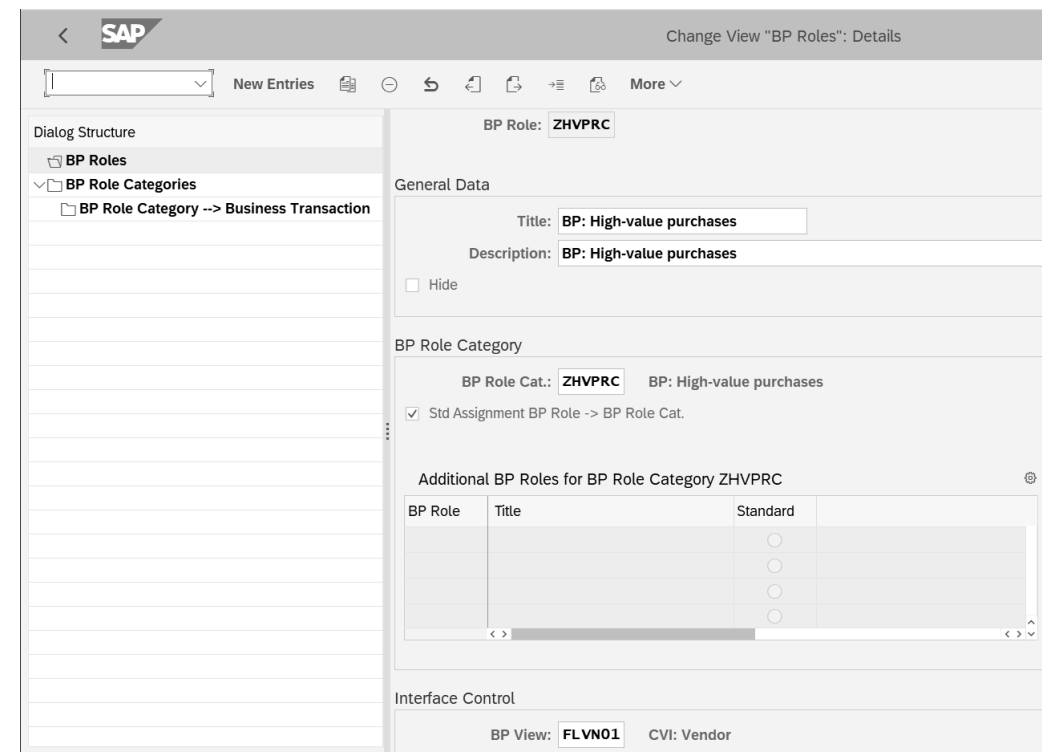 SAP
Change View "BP Roles": Details
New Entries More
Dialog Structure
BP Roles
BP Role Categories
BP Role Category --> Business Transaction
BP Role: ZHVPRC
General Data
Title: BP: High-value purchases
Description: BP: High-value purchases
Hide
BP Role Category
BP Role Cat.: ZHVPRC BP: High-value purchases
Std Assignment BP Role -> BP Role Cat.
Additional BP Roles for BP Role Category ZHVPRC
BP Role Title Standard
Interface Control
BP View: FLVN01 CVI: Vendor